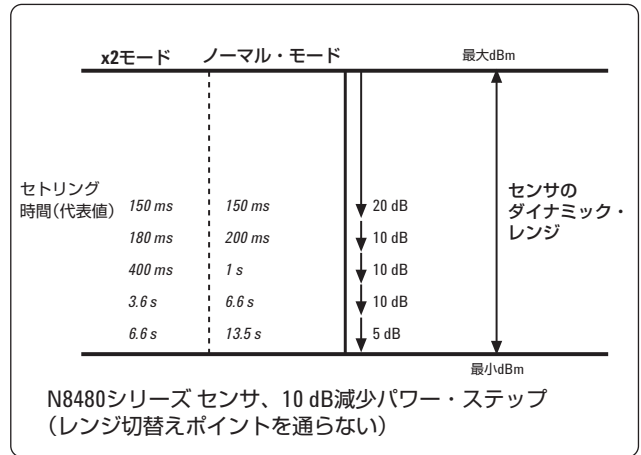 x2モード ノーマル・モード 最大dBm
セトリング
時間(代表値) 150 ms 150 ms 20 dB
センサの
ダイナミック・
レンジ
180 ms 200 ms 10 dB
400 ms 1 s 10 dB
3.6 s 6.6 s 10 dB
6.6 s 13.5 s 5 dB
最小dBm
N8480シリーズ センサ、10 dB減少パワー・ステップ
(レンジ切替えポイントを通らない)